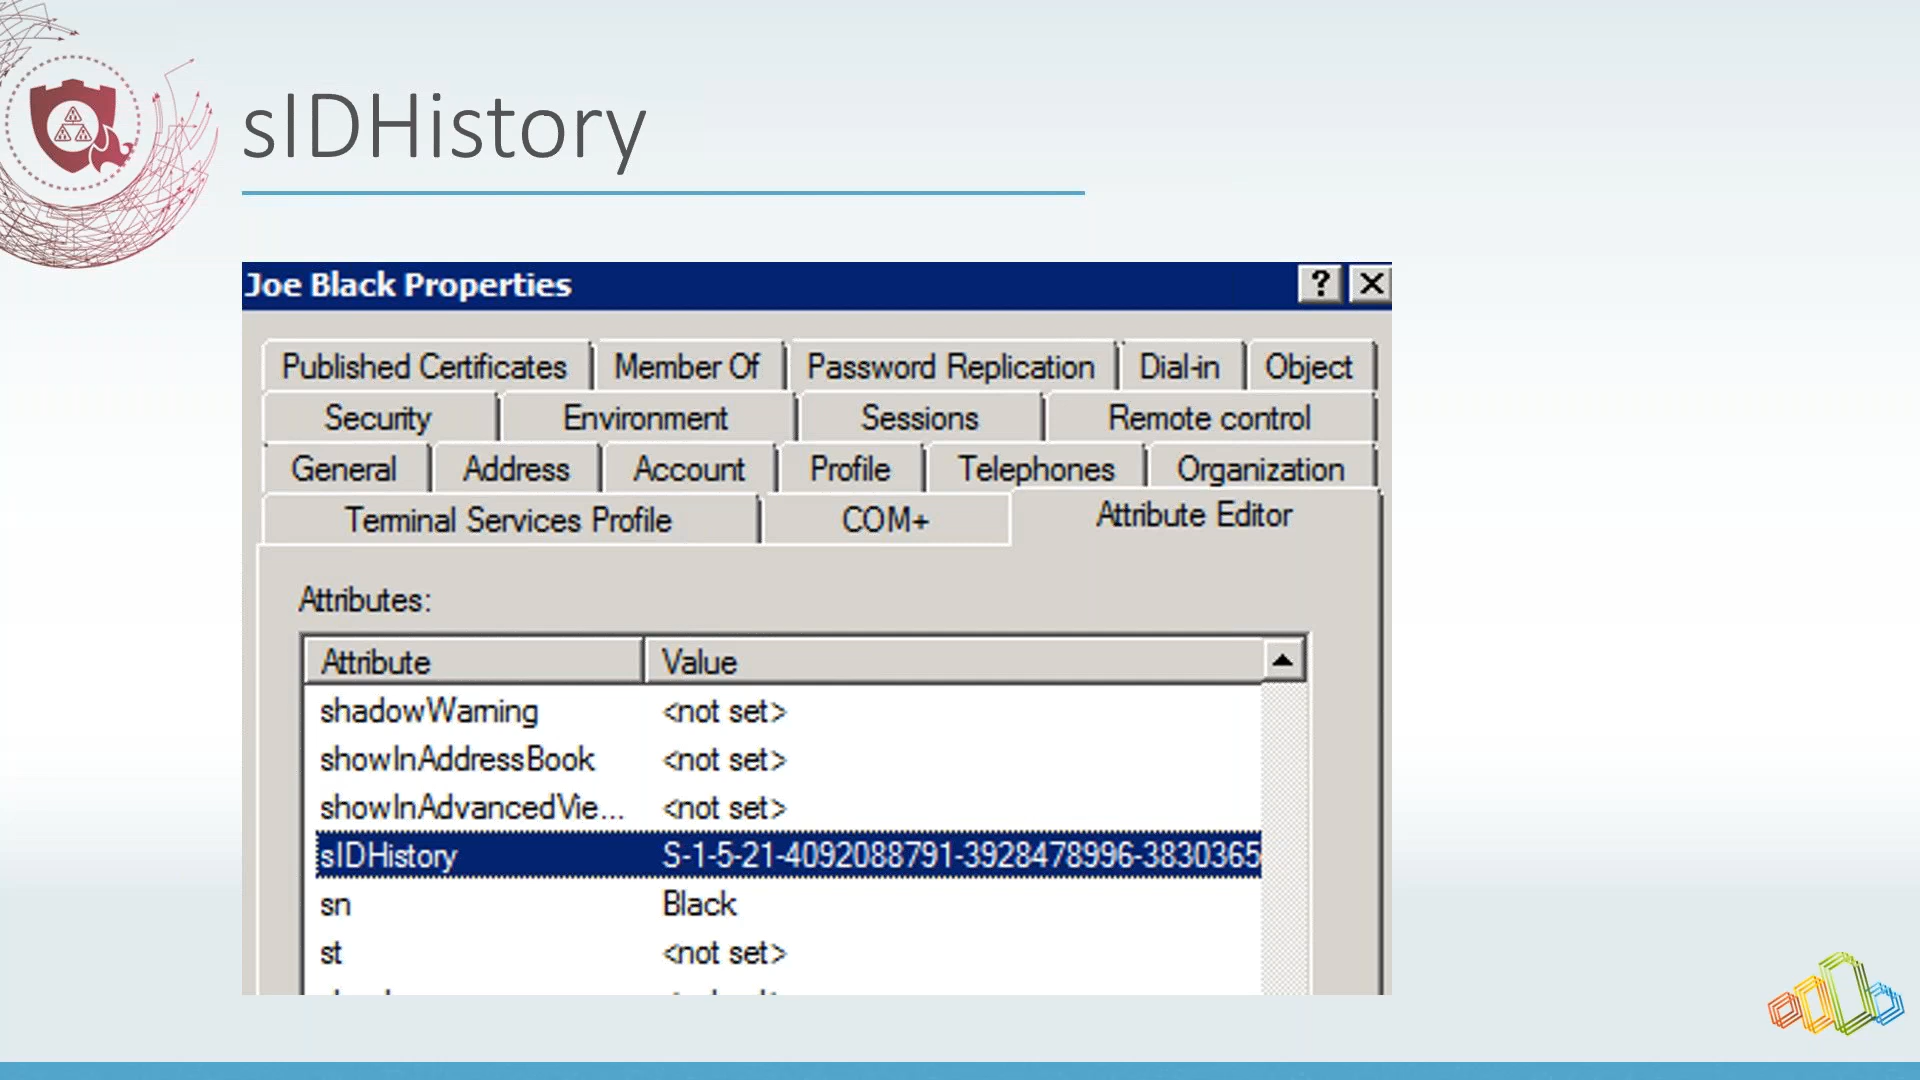 sIDHistory
Joe Black Properties
Published Certificates Member Of Password Replication Dial-in Object
Security Environment Sessions Remote control
General Address Account Profile Telephones Organization
Terminal Services Profile COM+ Attribute Editor
Attributes:
Attribute Value
shadowWarning <not set>
showInAddressBook <not set>
showInAdvancedVie... <not set>
sIDHistory S-1-5-21-4092088791-3928478996-3830365
sn Black
st <not set>